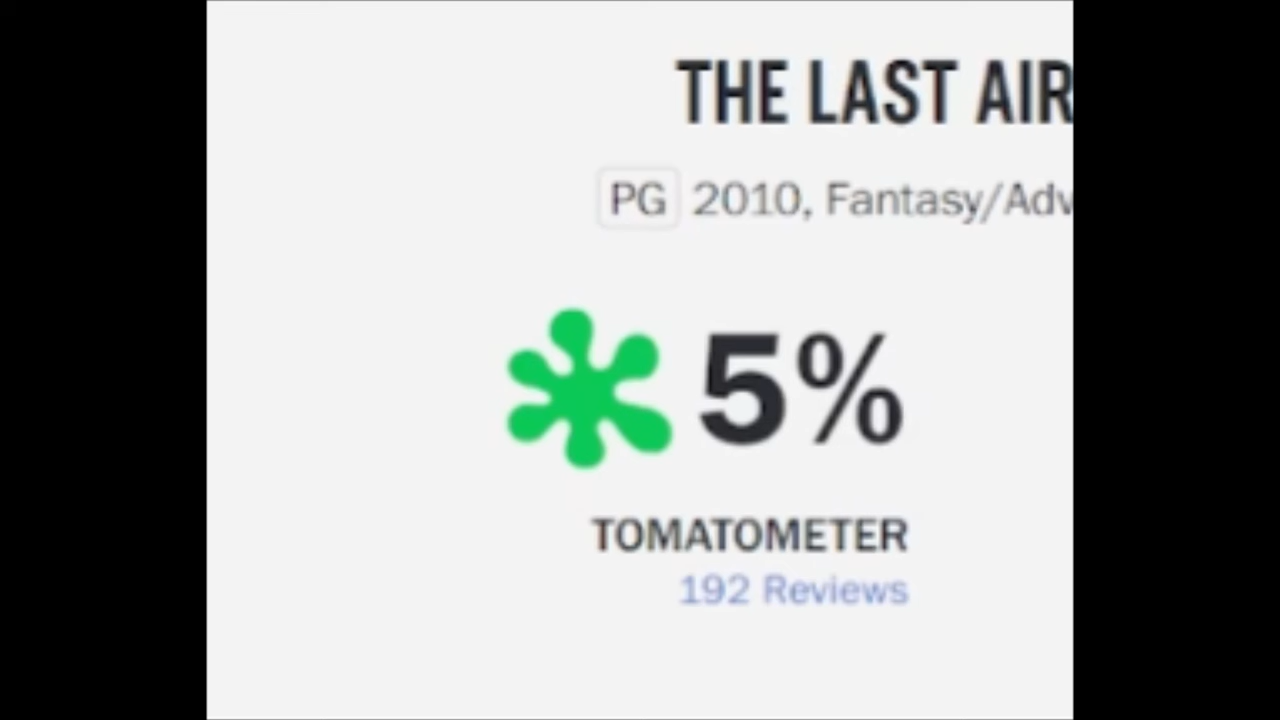 THE LAST AIR
PG 2010, Fantasy/Adv
5%
TOMATOMETER
192 Reviews